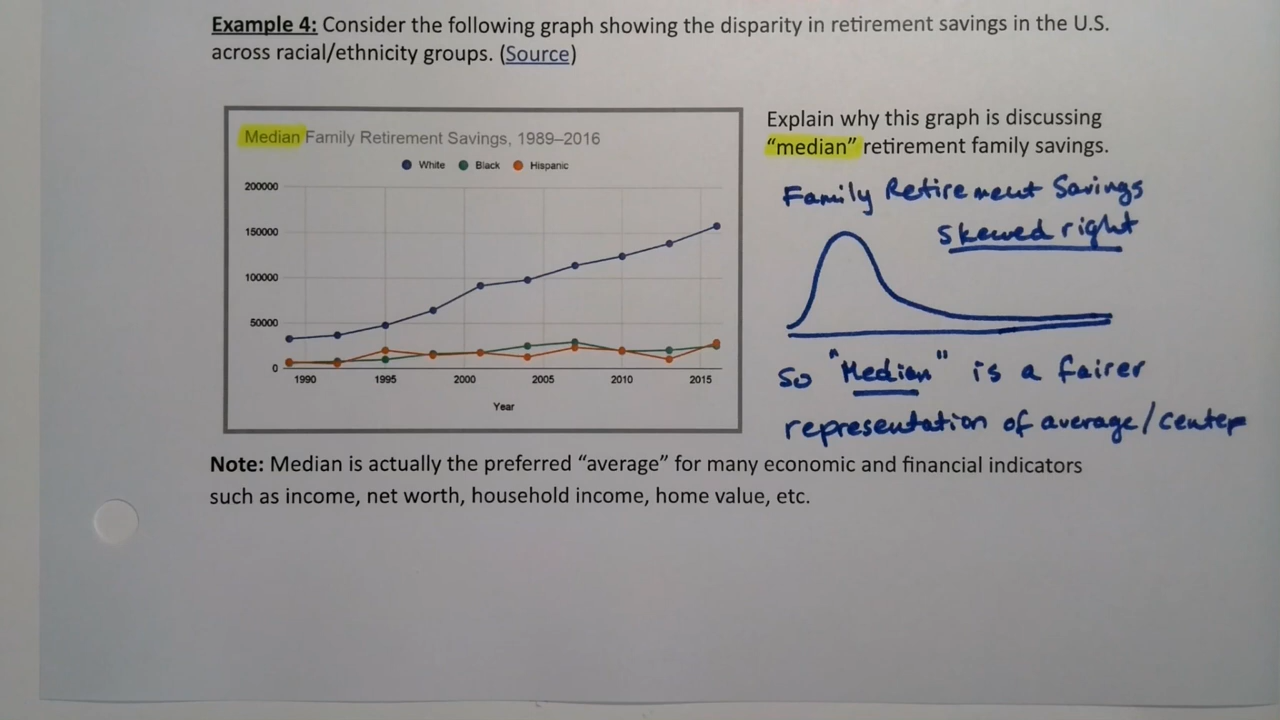 Example 4: Consider the following graph showing the disparity in retirement savings in the U.S.
across racial/ethnicity groups. (Source)
Median Family Retirement Savings, 1989–2016
White Black Hispanic
200000
150000
100000
50000
0
1990 1995 2000 2005 2010 2015
Year
Explain why this graph is discussing
“median” retirement family savings.
Family Retirement Savings
skewed right
So "Median" is a fairer
representation of average/center
Note: Median is actually the preferred “average” for many economic and financial indicators
such as income, net worth, household income, home value, etc.